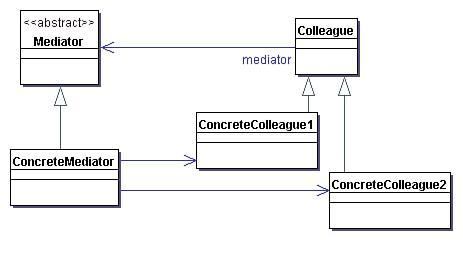 <<abstract>>
Mediator
Colleague
mediator
ConcreteColleague1
ConcreteMediator
ConcreteColleague2